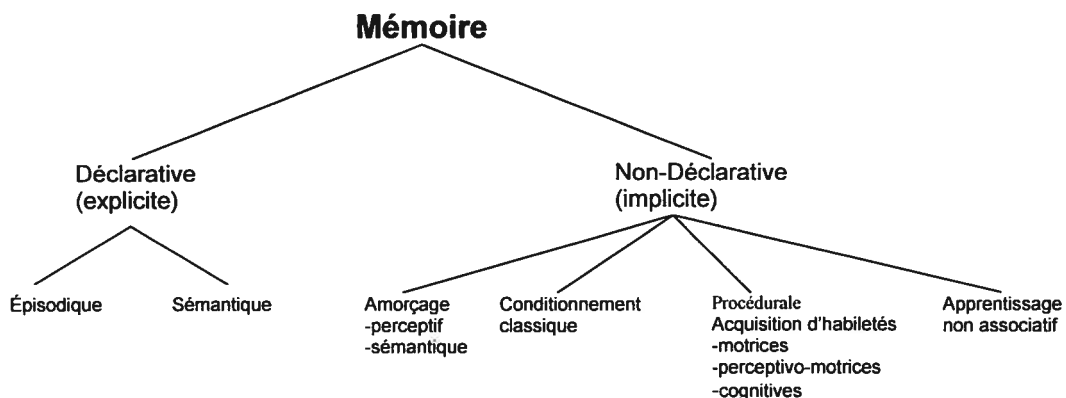 Mémoire
Déclarative
(explicite)
Non-Déclarative
(implicite)
Épisodique
Sémantique
Amorçage
-perceptif
-sémantique
Conditionnement
classique
Procédurale
Acquisition d'habiletés
-motrices
-perceptivo-motrices
-cognitives
Apprentissage
non associatif